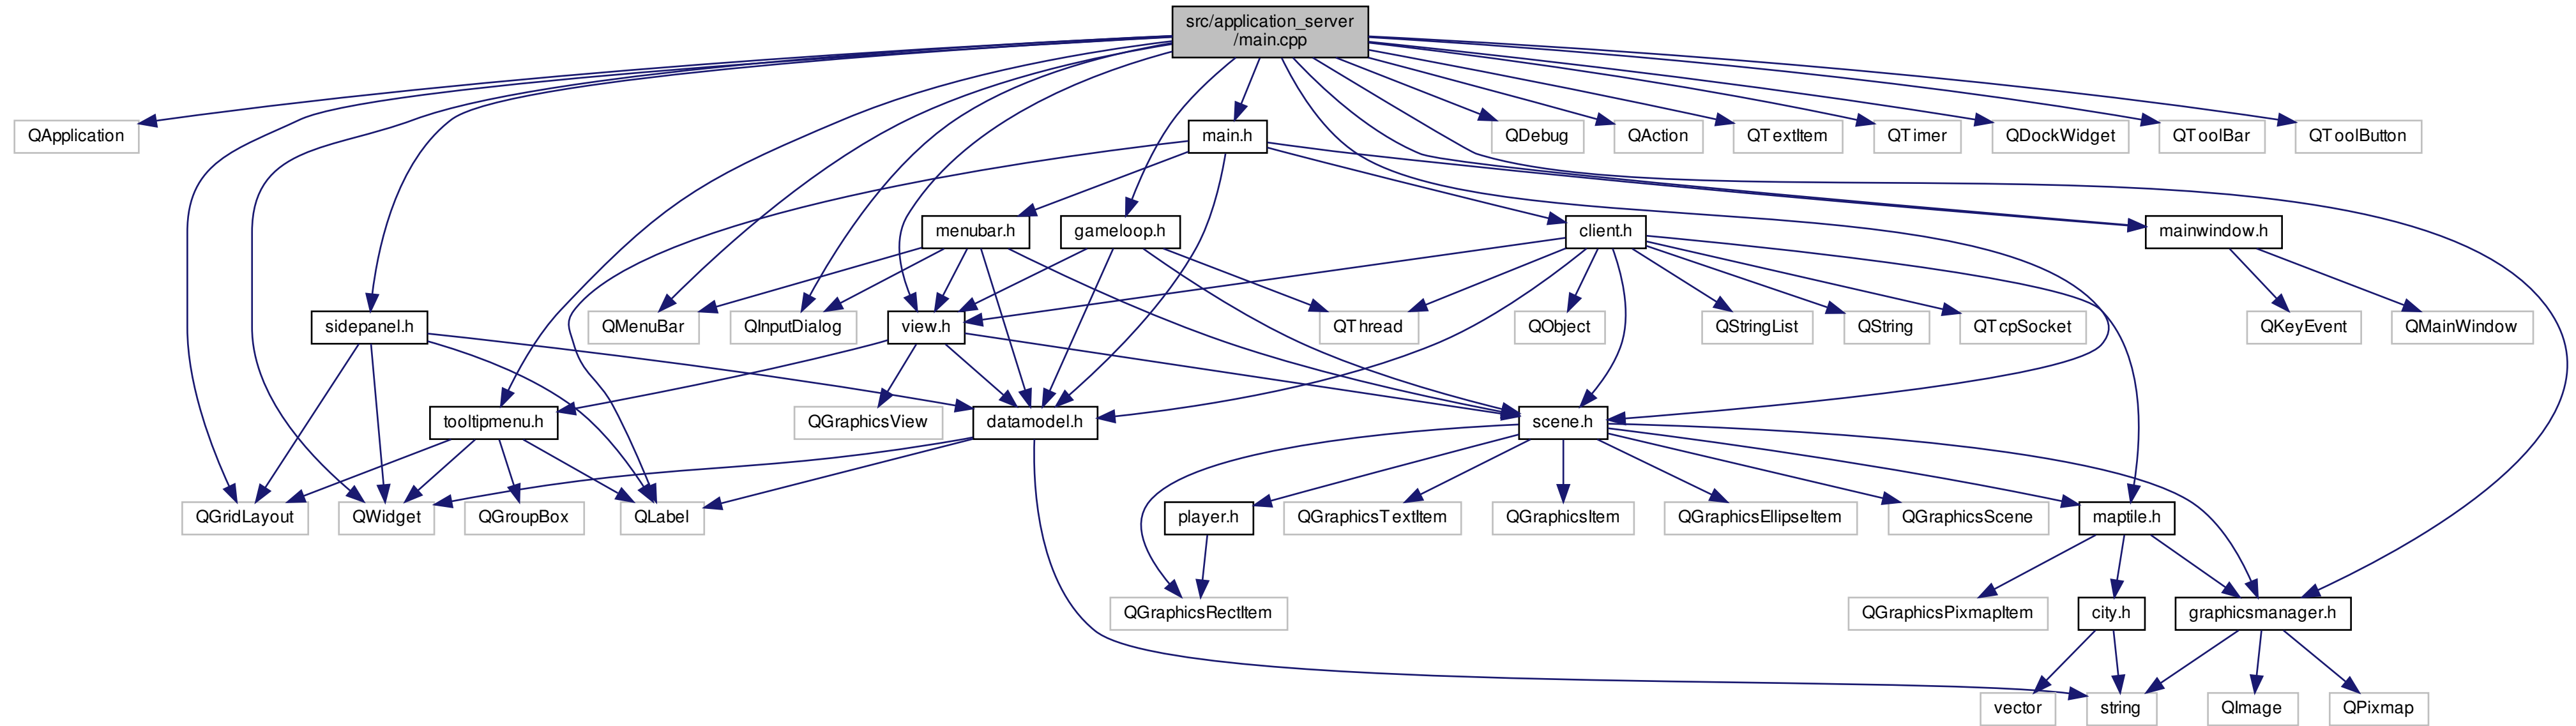 src/application_server
/main.cpp
QApplication
main.h
QDebug
QAction
QTextItem
QTimer
QDockWidget
QToolBar
QToolButton
menubar.h
gameloop.h
client.h
mainwindow.h
sidepanel.h
QMenuBar
QInputDialog
view.h
QThread
QObject
QStringList
QString
QTcpSocket
QKeyEvent
QMainWindow
tooltipmenu.h
QGraphicsView
datamodel.h
scene.h
QGridLayout
QWidget
QGroupBox
QLabel
player.h
QGraphicsTextItem
QGraphicsItem
QGraphicsEllipseItem
QGraphicsScene
maptile.h
QGraphicsRectItem
QGraphicsPixmapItem
city.h
graphicsmanager.h
vector
string
QImage
QPixmap